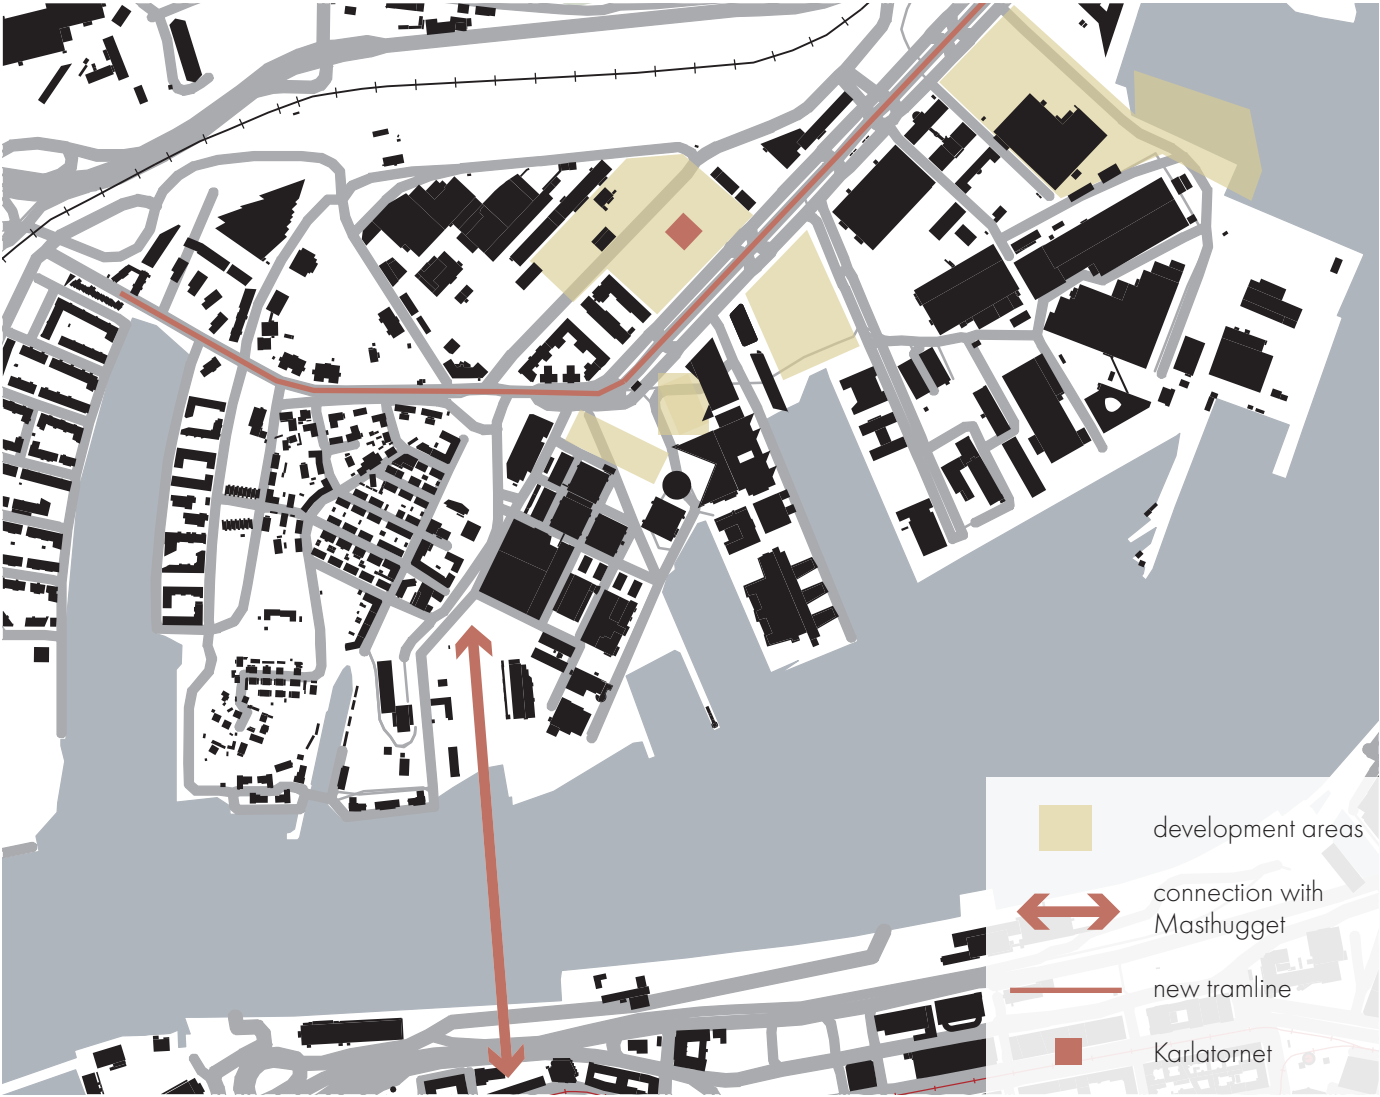 development areas
connection with
Masthugget
new tramline
Karlatornet